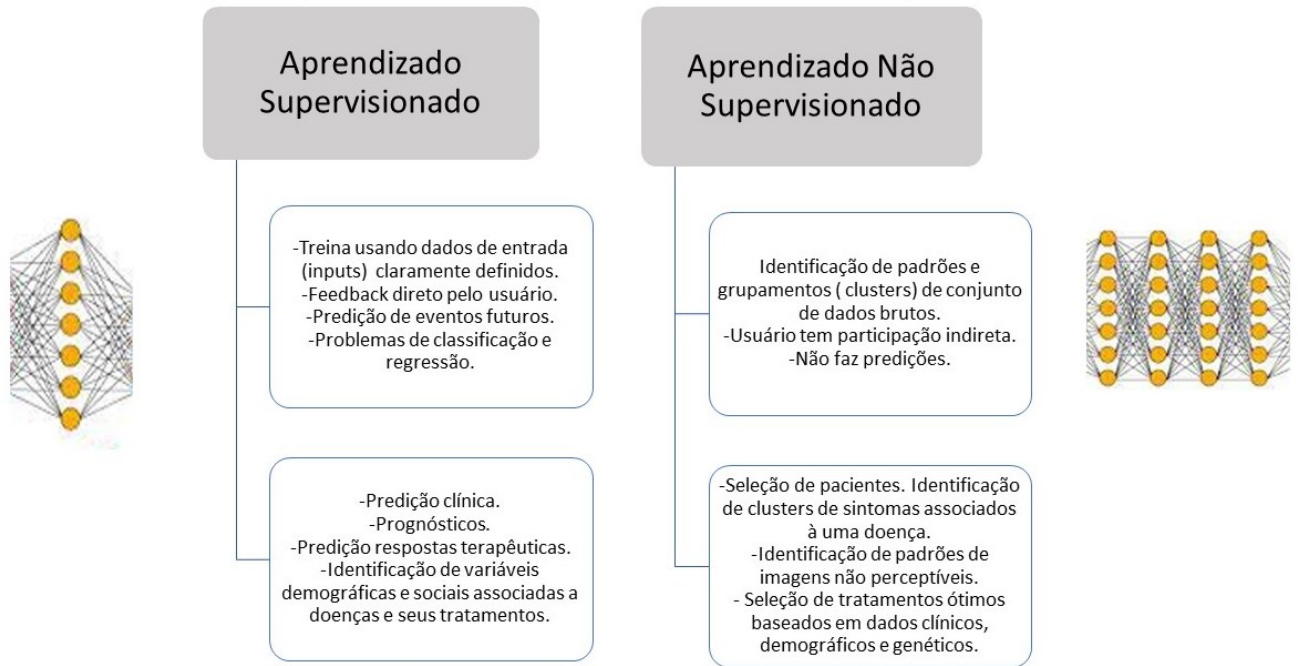 Aprendizado
Supervisionado
-Treina usando dados de entrada
(inputs)  claramente definidos.
-Feedback direto pelo usuário.
-Predição de eventos futuros.
-Problemas de classificação e
regressão.
-Predição clínica.
-Prognósticos.
-Predição respostas terapêuticas.
-Identificação de variáveis
demográficas e sociais associadas a
doenças e seus tratamentos.
Aprendizado Não
Supervisionado
Identificação de padrões e
grupamentos ( clusters) de conjunto
de dados brutos.
-Usuário tem participação indireta.
-Não faz predições.
-Seleção de pacientes. Identificação
de clusters de sintomas associados
à uma doença.
-Identificação de padrões de
imagens não perceptíveis.
- Seleção de tratamentos ótimos
baseados em dados clínicos,
demográficos e genéticos.